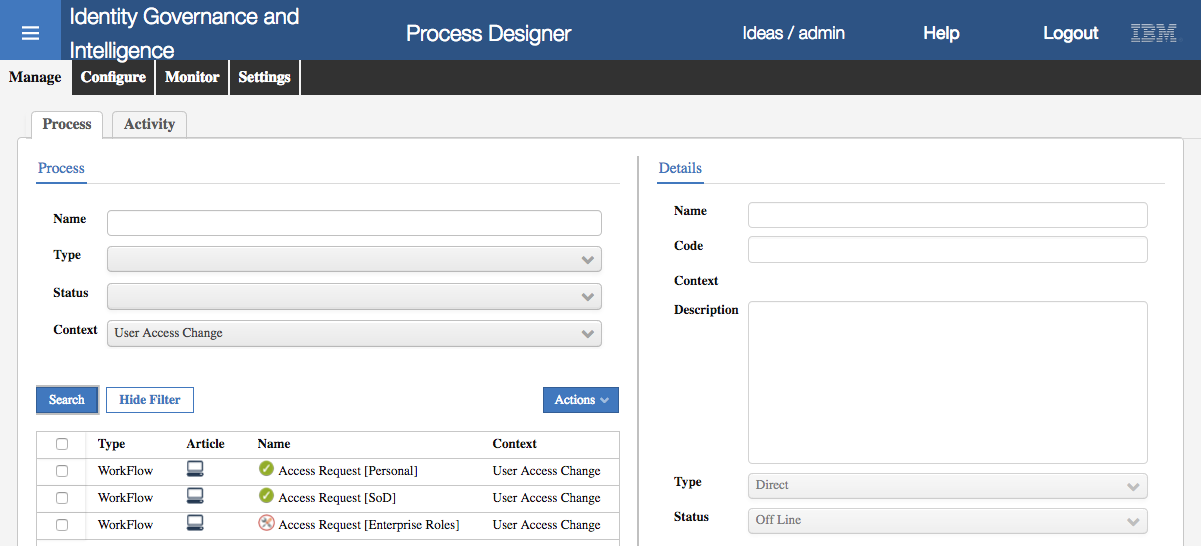 Identity Governance and
Intelligence
Process Designer
Ideas / admin
Help
Logout
IBM
Manage
Configure
Monitor
Settings
Process
Activity
Process
Name
Type
Status
Context
User Access Change
Search
Hide Filter
Actions
Type Article Name Context
WorkFlow Access Request [Personal] User Access Change
WorkFlow Access Request [SoD] User Access Change
WorkFlow Access Request [Enterprise Roles] User Access Change
Details
Name
Code
Context
Description
Type
Direct
Status
Off Line